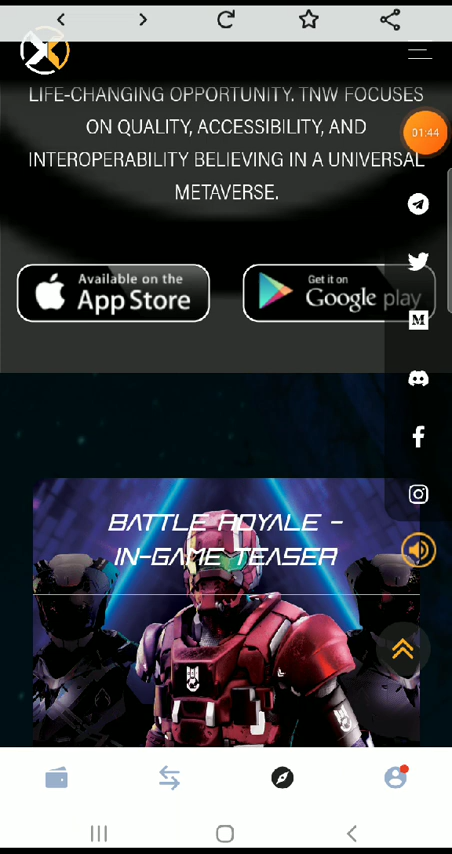 01:44
LIFE-CHANGING OPPORTUNITY. TNW FOCUSES
ON QUALITY, ACCESSIBILITY, AND
INTEROPERABILITY BELIEVING IN A UNIVERSAL
METAVERSE.
Available on the
App Store
Get it on
Google play
M
BATTLE ROYALE -
IN-GAME TEASER